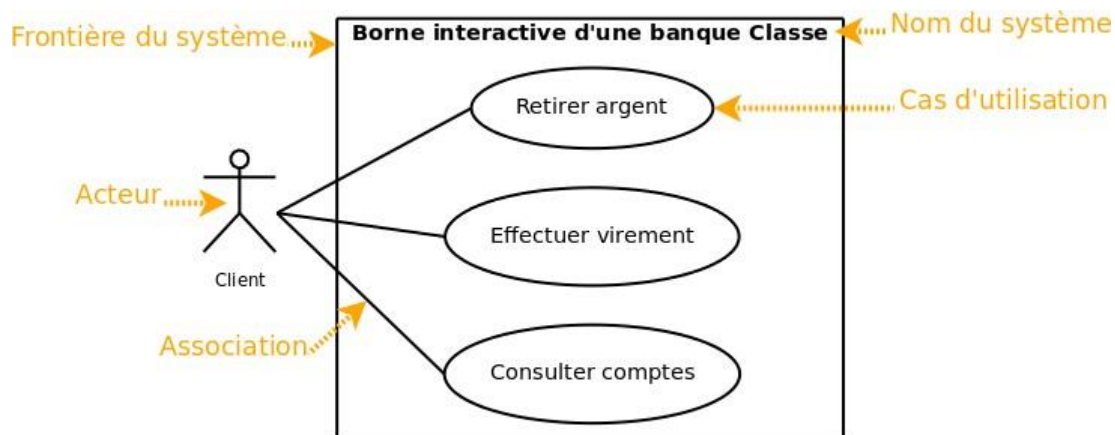 Frontière du système
Borne interactive d'une banque Classe
Nom du système
Retirer argent
Cas d'utilisation
Acteur
Client
Effectuer virement
Association
Consulter comptes